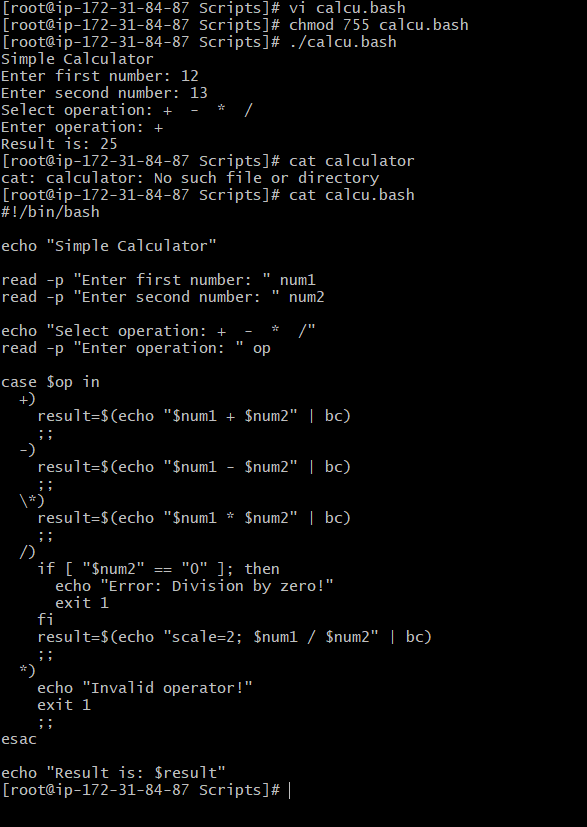 [root@ip-172-31-84-87 Scripts]# vi calcu.bash
[root@ip-172-31-84-87 Scripts]# chmod 755 calcu.bash
[root@ip-172-31-84-87 Scripts]# ./calcu.bash
Simple Calculator
Enter first number: 12
Enter second number: 13
Select operation: +  -  *  /
Enter operation: +
Result is: 25
[root@ip-172-31-84-87 Scripts]# cat calculator
cat: calculator: No such file or directory
[root@ip-172-31-84-87 Scripts]# cat calcu.bash
#!/bin/bash

echo "Simple Calculator"

read -p "Enter first number: " num1
read -p "Enter second number: " num2

echo "Select operation: +  -  *  /"
read -p "Enter operation: " op

case $op in
  +)
    result=$(echo "$num1 + $num2" | bc)
    ;;
  -)
    result=$(echo "$num1 - $num2" | bc)
    ;;
  \*)
    result=$(echo "$num1 * $num2" | bc)
    ;;
  /)
    if [ "$num2" == "0" ]; then
      echo "Error: Division by zero!"
      exit 1
    fi
    result=$(echo "scale=2; $num1 / $num2" | bc)
    ;;
  *)
    echo "Invalid operator!"
    exit 1
    ;;
esac

echo "Result is: $result"
[root@ip-172-31-84-87 Scripts]#